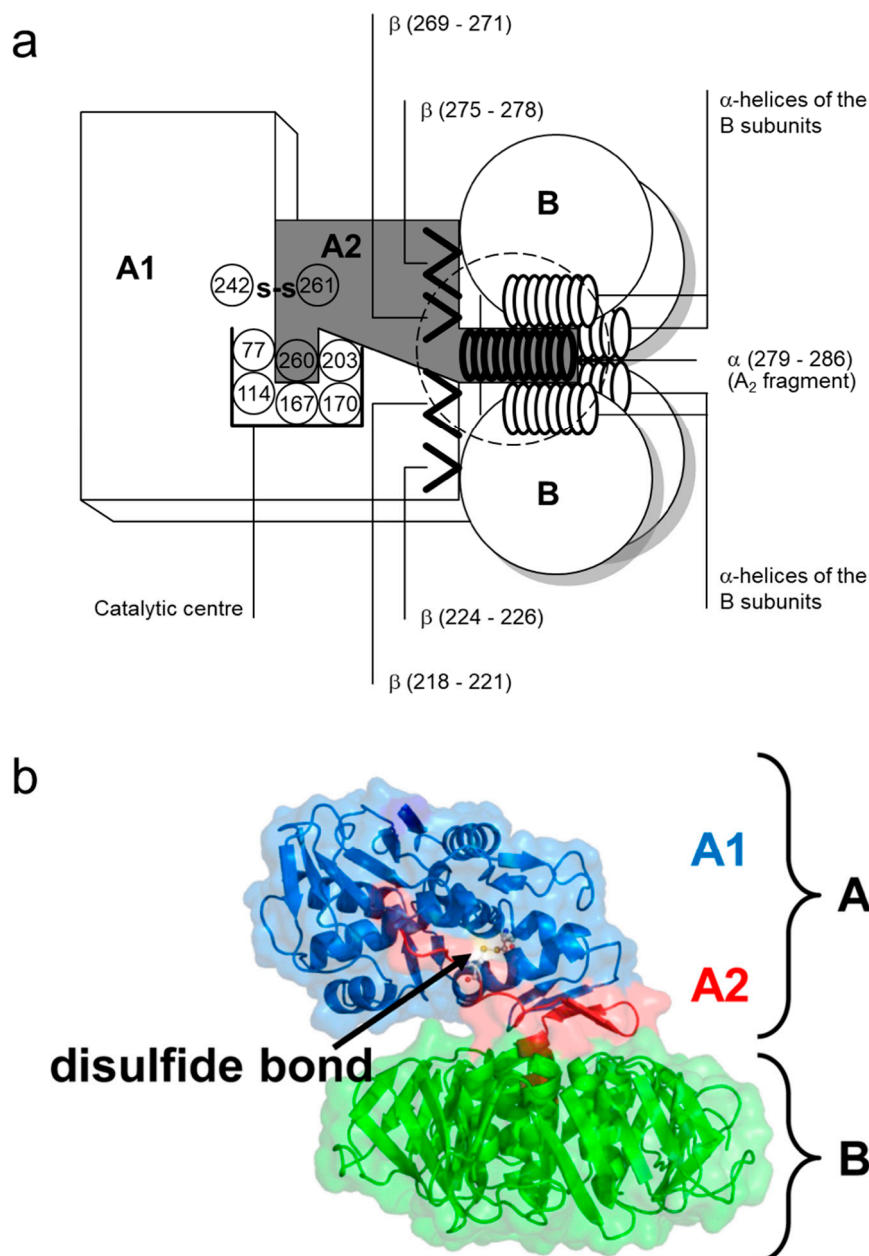 a
β (269 - 271)
β (275 - 278)
α-helices of the
B subunits
B
A2
A1
242 s-s 261
77 260 203
114 167 170
α (279 - 286)
(A₂ fragment)
B
Catalytic centre
α-helices of the
B subunits
β (224 - 226)
β (218 - 221)
b
A1
A
A2
disulfide bond
B